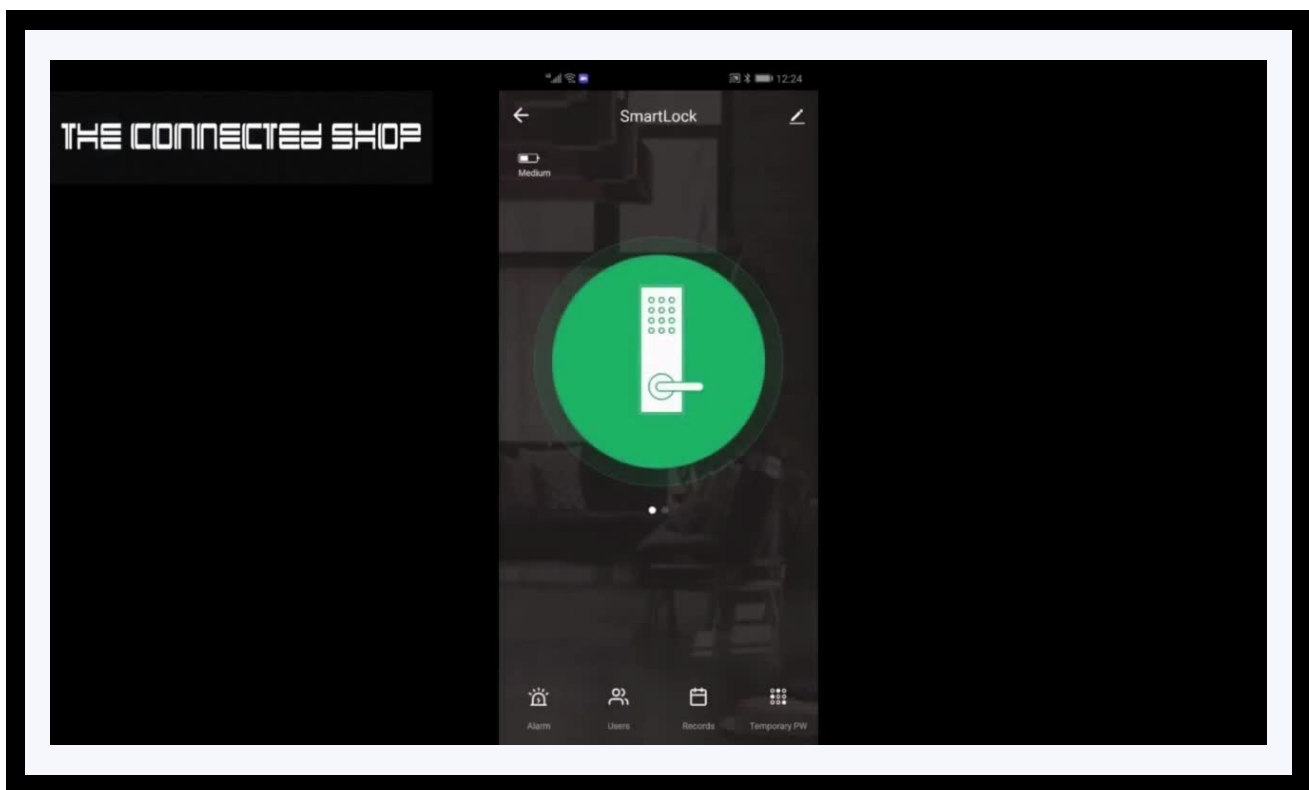 12:24
THE CONNECTED SHOP
SmartLock
Medium
Alarm
Users
Records
Temporary PW